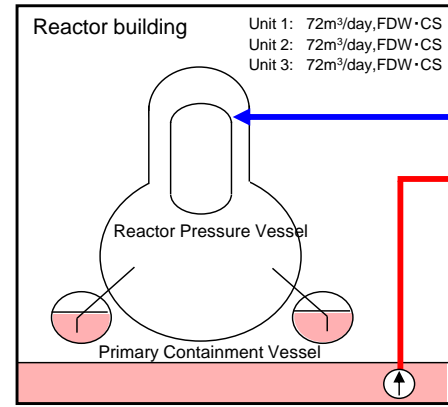 Reactor building
Unit 1: 72m³/day,FDW・CS
Unit 2: 72m³/day,FDW・CS
Unit 3: 72m³/day,FDW・CS
Reactor Pressure Vessel
Primary Containment Vessel